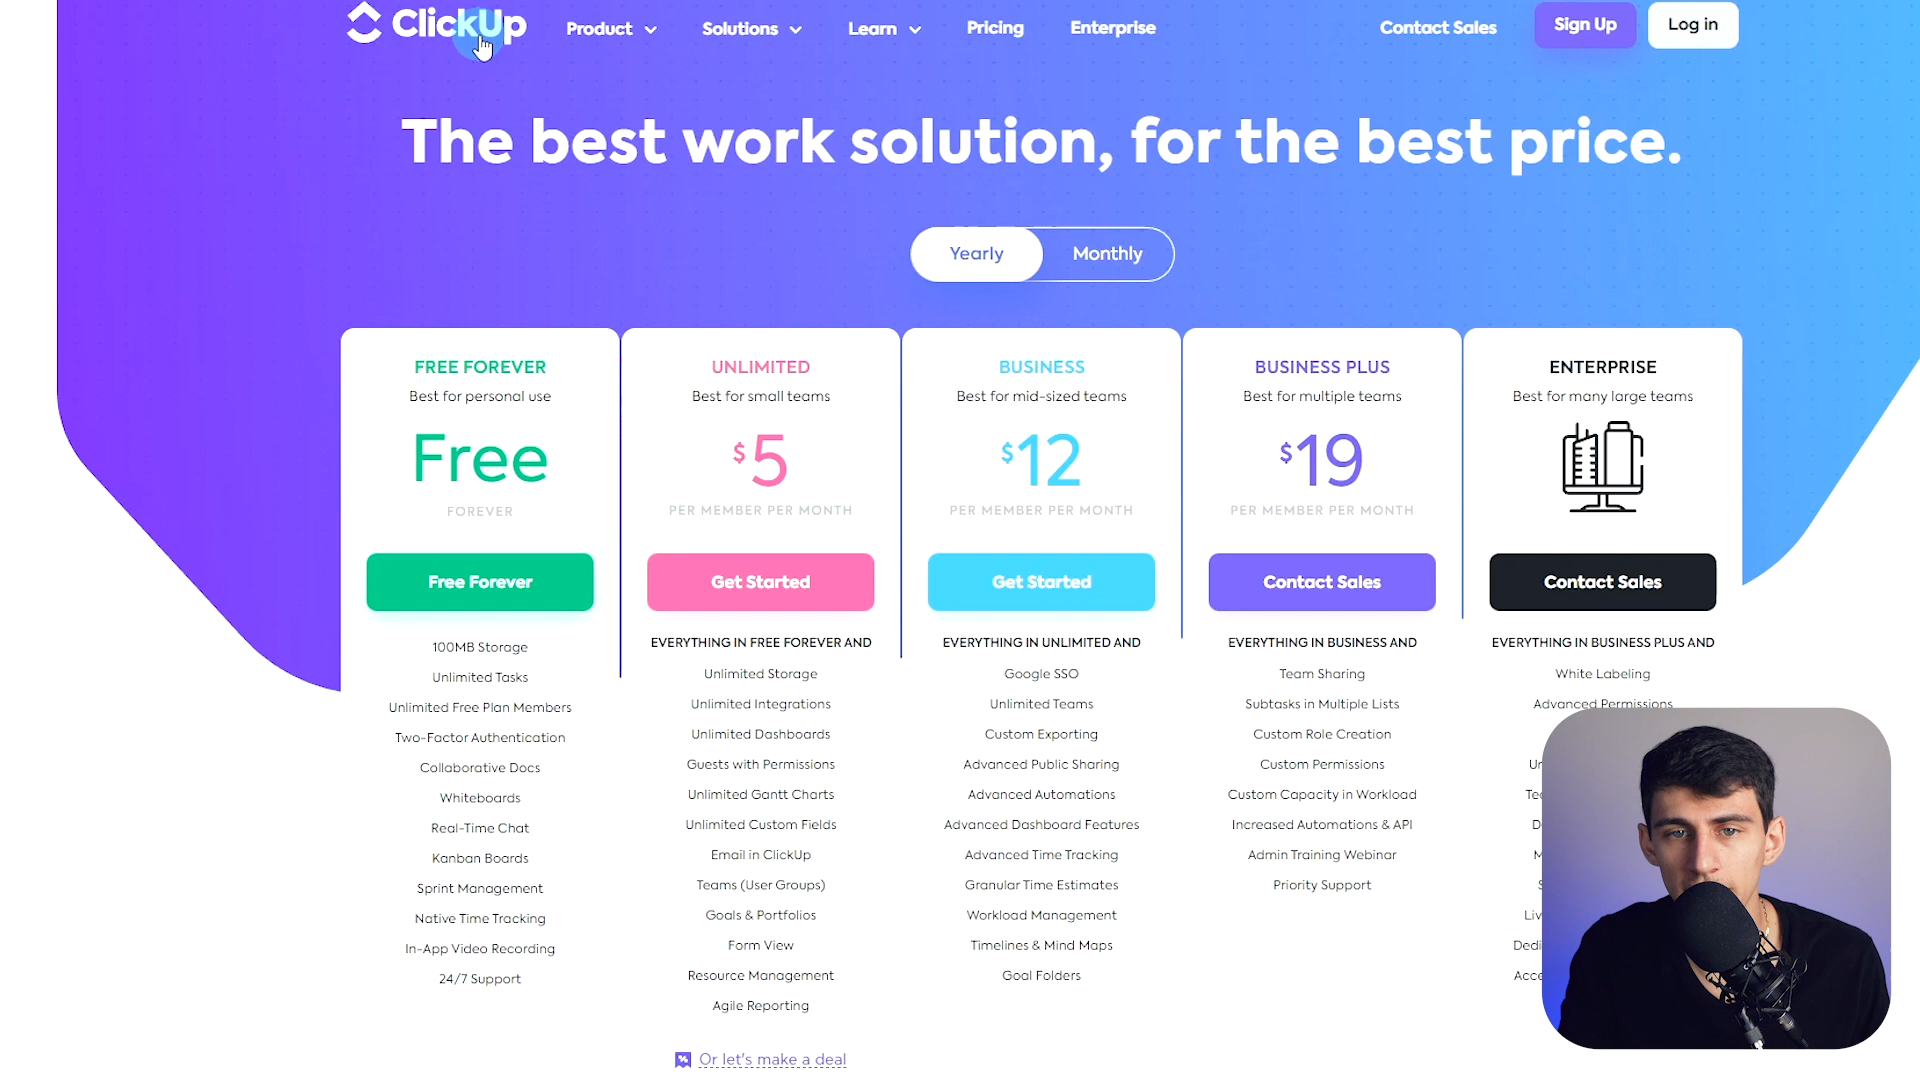 ClickUp
Product
Solutions
Learn
Pricing
Enterprise
Contact Sales
Sign Up
Log in
The best work solution, for the best price.
Yearly
Monthly
FREE FOREVER
Best for personal use
Free
FOREVER
Free Forever
100MB Storage
Unlimited Tasks
Unlimited Free Plan Members
Two-Factor Authentication
Collaborative Docs
Whiteboards
Real-Time Chat
Kanban Boards
Sprint Management
Native Time Tracking
In-App Video Recording
24/7 Support
UNLIMITED
Best for small teams
$5
PER MEMBER PER MONTH
Get Started
EVERYTHING IN FREE FOREVER AND
Unlimited Storage
Unlimited Integrations
Unlimited Dashboards
Guests with Permissions
Unlimited Gantt Charts
Unlimited Custom Fields
Email in ClickUp
Teams (User Groups)
Goals & Portfolios
Form View
Resource Management
Agile Reporting
Or let's make a deal
BUSINESS
Best for mid-sized teams
$12
PER MEMBER PER MONTH
Get Started
EVERYTHING IN UNLIMITED AND
Google SSO
Unlimited Teams
Custom Exporting
Advanced Public Sharing
Advanced Automations
Advanced Dashboard Features
Advanced Time Tracking
Granular Time Estimates
Workload Management
Timelines & Mind Maps
Goal Folders
BUSINESS PLUS
Best for multiple teams
$19
PER MEMBER PER MONTH
Contact Sales
EVERYTHING IN BUSINESS AND
Team Sharing
Subtasks in Multiple Lists
Custom Role Creation
Custom Permissions
Custom Capacity in Workload
Increased Automations & API
Admin Training Webinar
Priority Support
ENTERPRISE
Best for many large teams
Contact Sales
EVERYTHING IN BUSINESS PLUS AND
White Labeling
Advanced Permissions